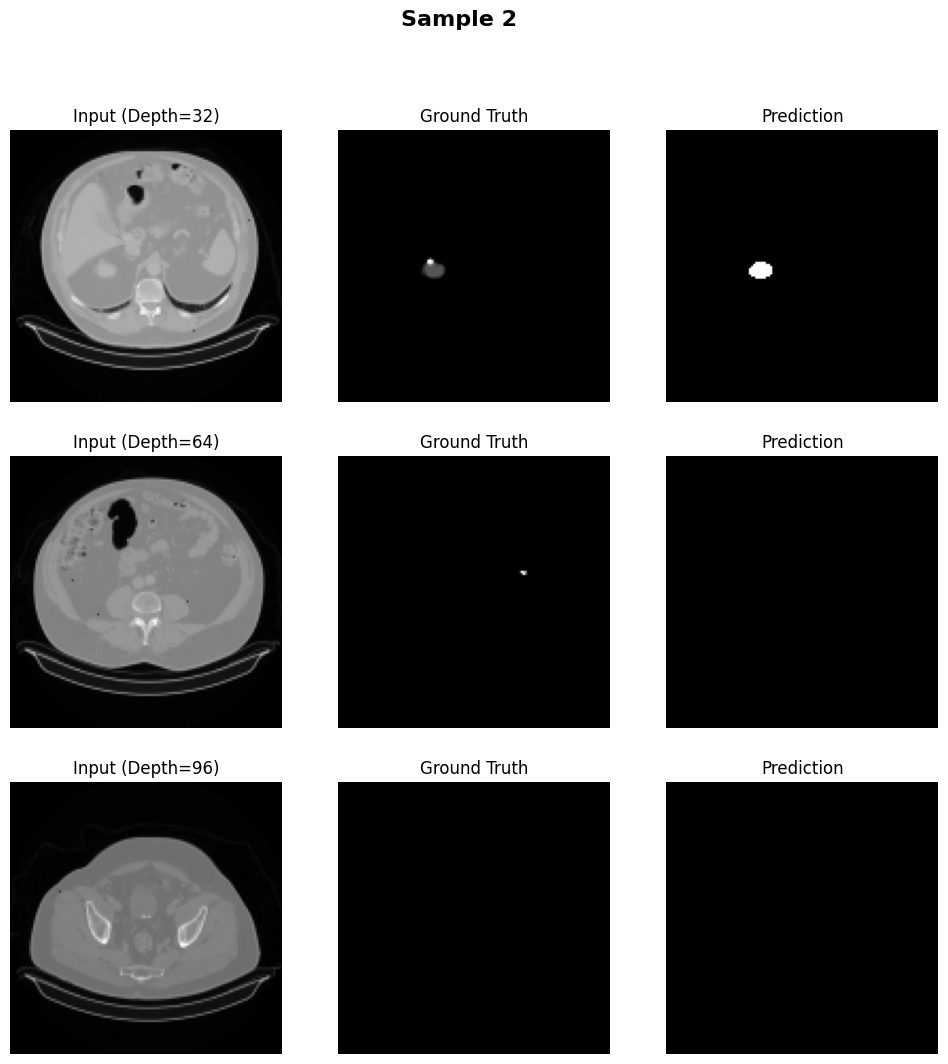 Sample 2
Input (Depth=32) Ground Truth Prediction
Input (Depth=64) Ground Truth Prediction
Input (Depth=96) Ground Truth Prediction